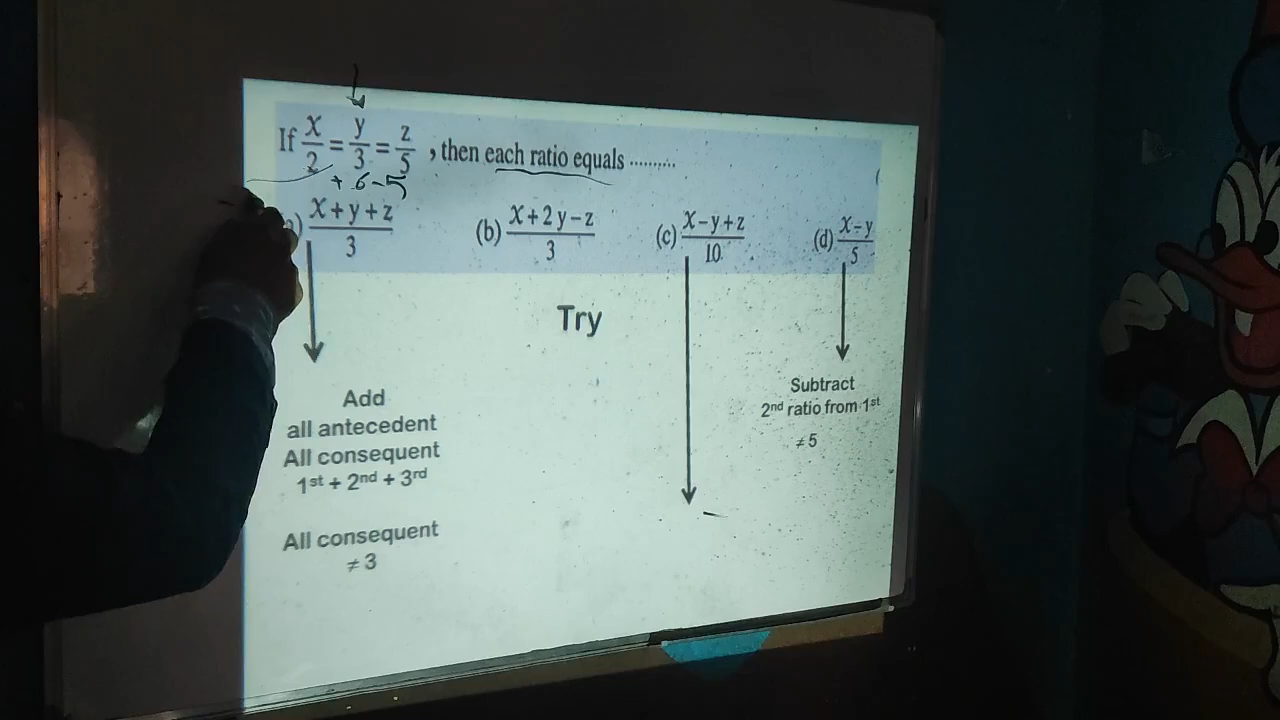 If x/2 = y/3 = z/5 , then each ratio equals ..........
+ 6 - 5
) x+y+z/3 (b) x+2y-z/3 (c) x-y+z/10 (d) x-y/5
Try
Add
all antecedent
All consequent
1st + 2nd + 3rd
All consequent
≠ 3
Subtract
2nd ratio from 1st
≠ 5